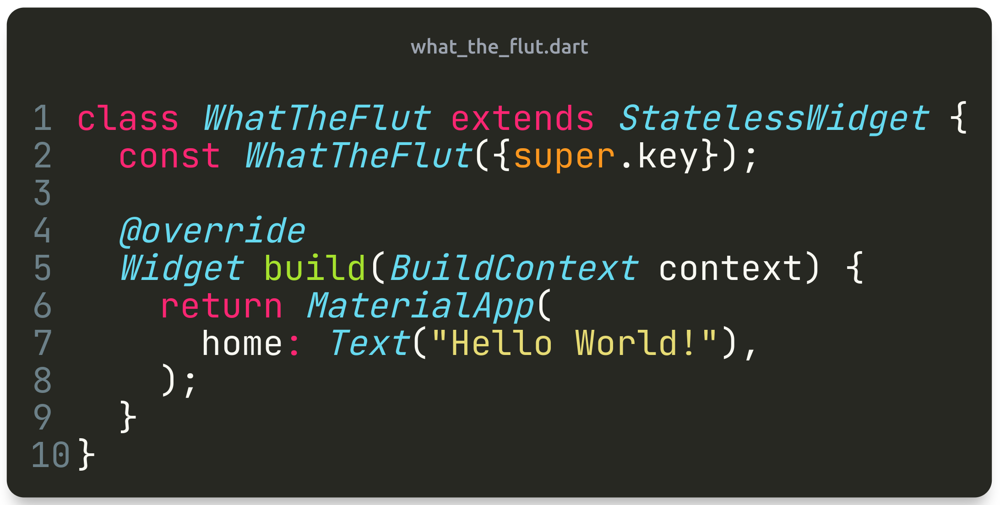 what_the_flut.dart
1 class WhatTheFlut extends StatelessWidget {
2   const WhatTheFlut({super.key});
3
4   @override
5   Widget build(BuildContext context) {
6     return MaterialApp(
7       home: Text("Hello World!"),
8     );
9   }
10 }